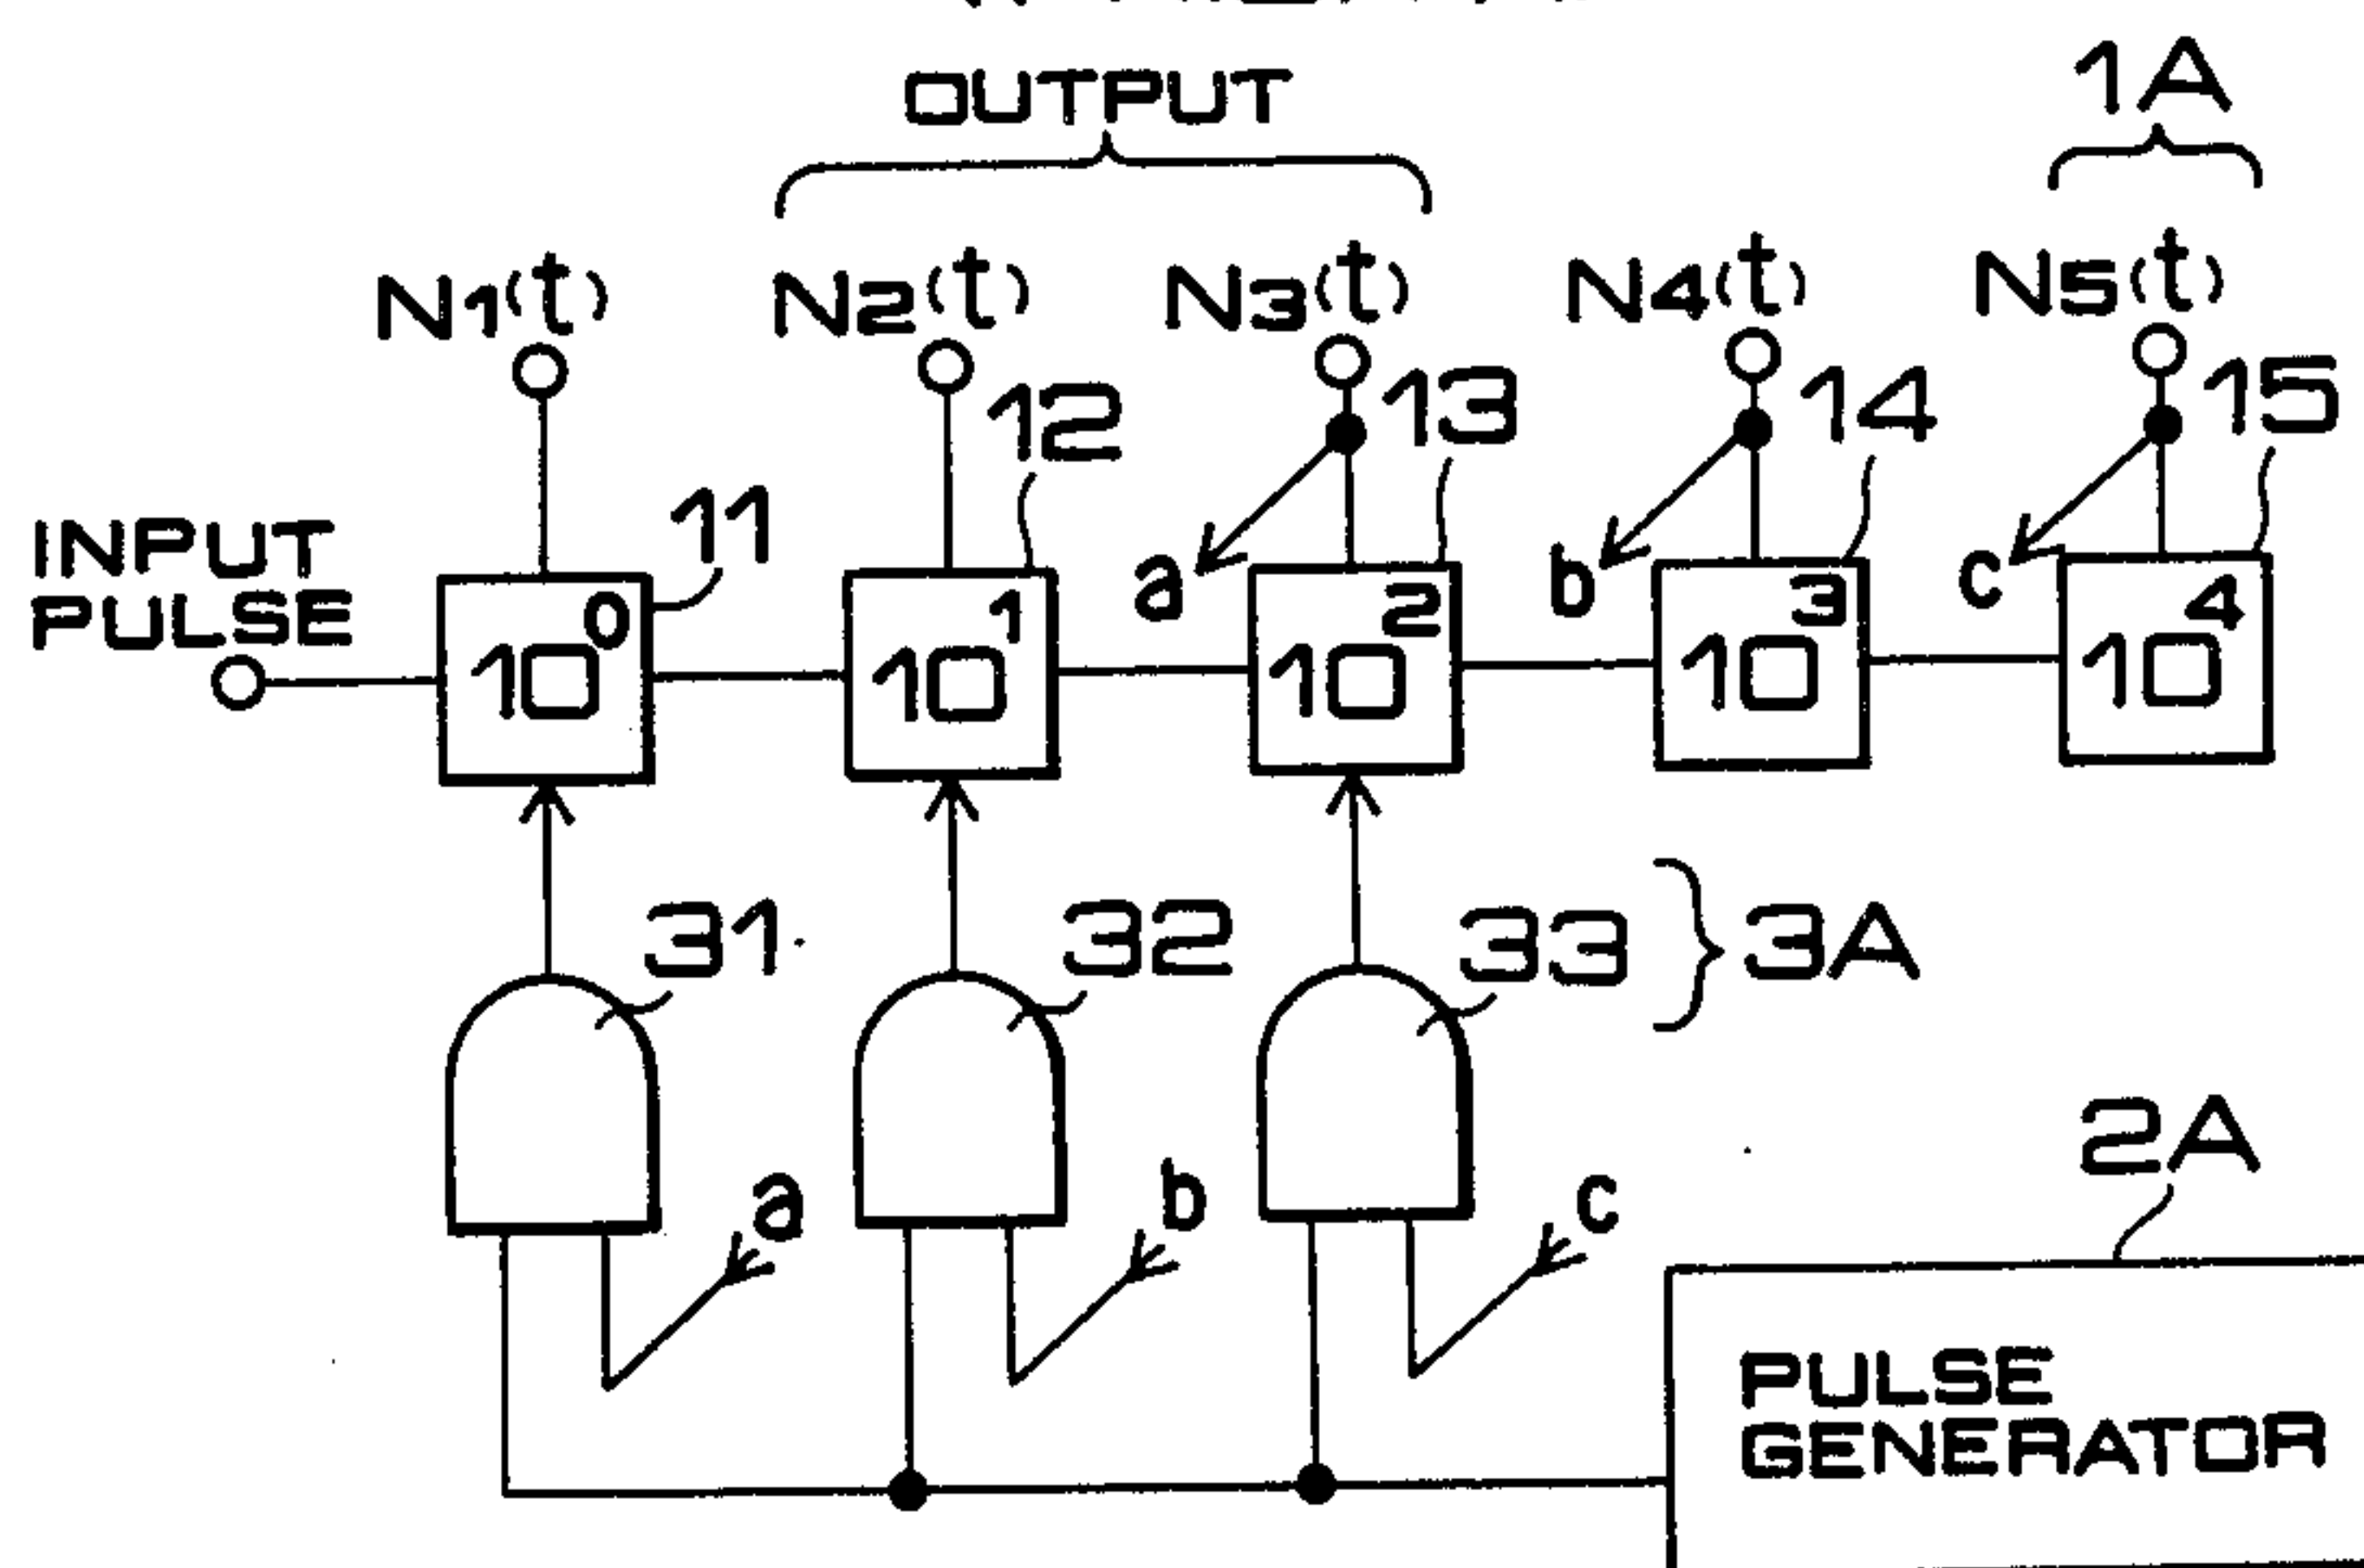 OUTPUT
1A
N1(t)
N2(t)
N3(t)
N4(t)
N5(t)
11
12
13
14
15
INPUT
PULSE
a
b
c
10^0
10^1
10^2
10^3
10^4
31
32
33
3A
a
b
c
2A
PULSE
GENERATOR